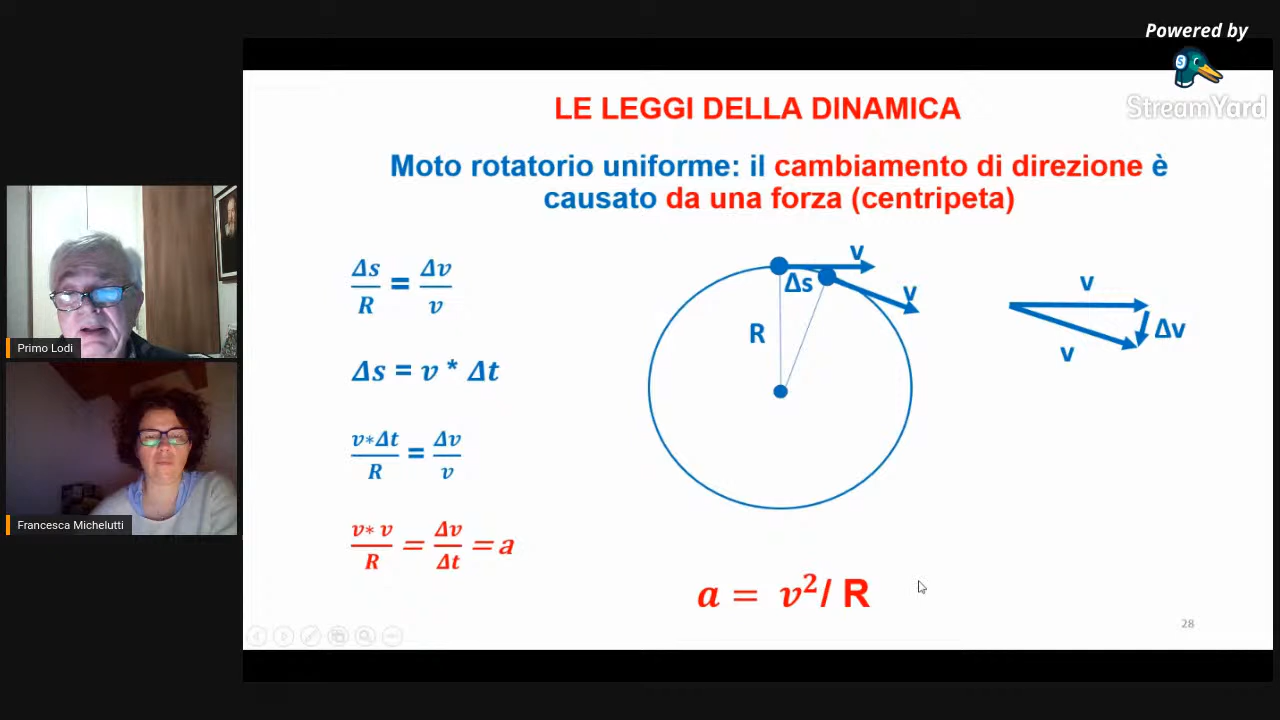 Powered by
StreamYard
LE LEGGI DELLA DINAMICA
Moto rotatorio uniforme: il cambiamento di direzione è
causato da una forza (centripeta)
Δs/R = Δv/v
Δs = v * Δt
v*Δt/R = Δv/v
v* v/R = Δv/Δt = a
v
Δs
v
R
v
Δv
v
a = v²/ R
28
Primo Lodi
Francesca Michelutti